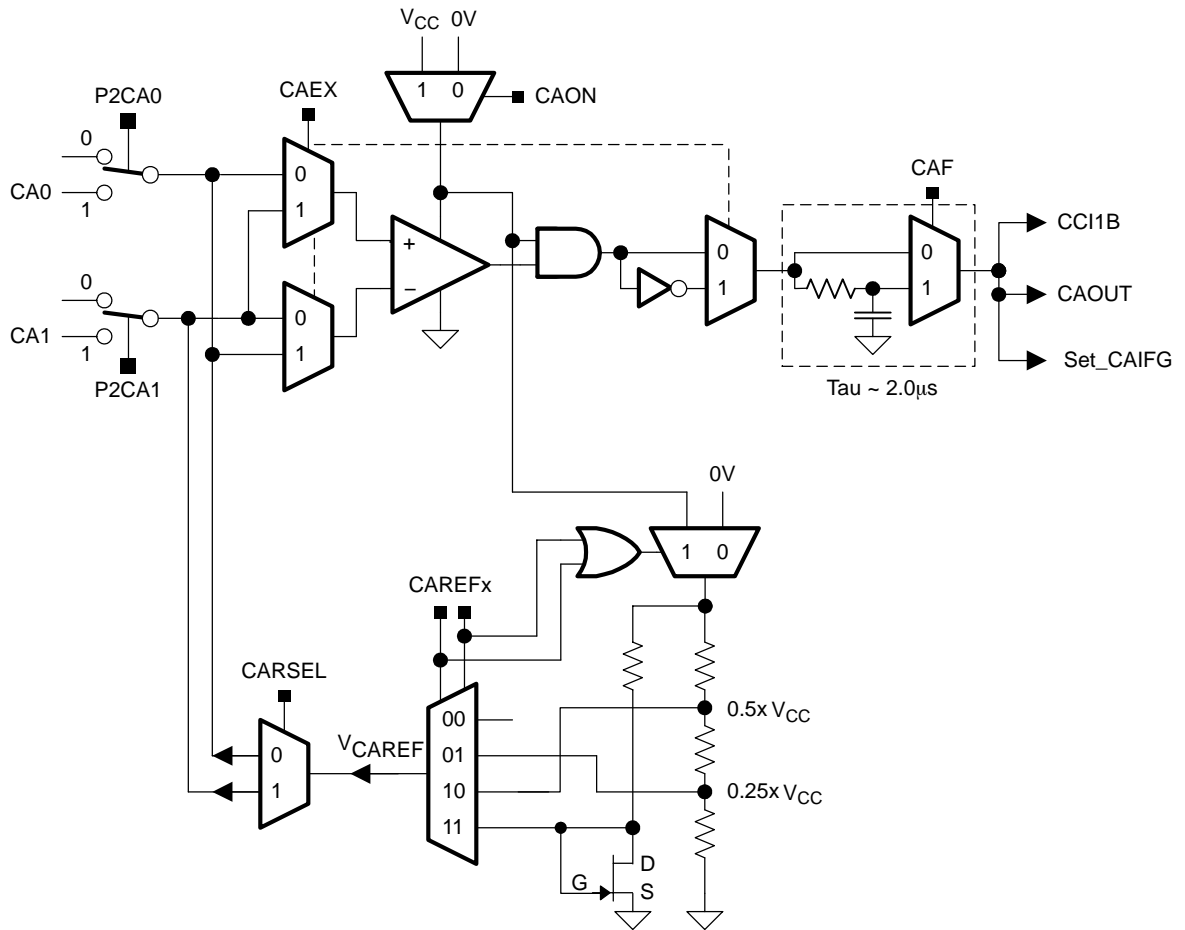 VCC 0V
1 0
CAON
P2CA0
CAEX
0
CA0
1
0
1
+
−
0
CA1
1
P2CA1
0
1
0
1
CAF
0
1
Tau ~ 2.0μs
CCI1B
CAOUT
Set_CAIFG
0V
1 0
CAREFx
CARSEL
0
1
VCAREF
00
01
10
11
0.5x VCC
0.25x VCC
D
G
S